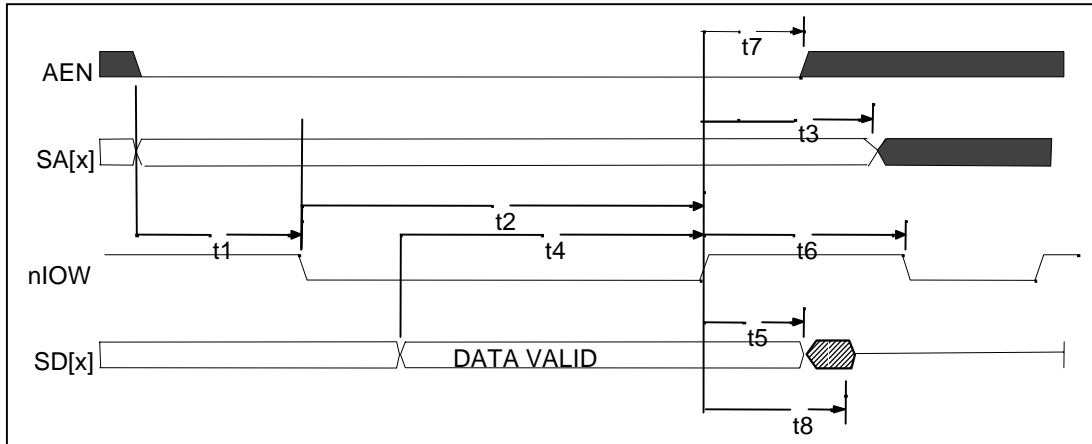 t7
AEN
t3
SA[x]
t2
t1
t4
t6
nIOW
t5
SD[x]
DATA VALID
t8